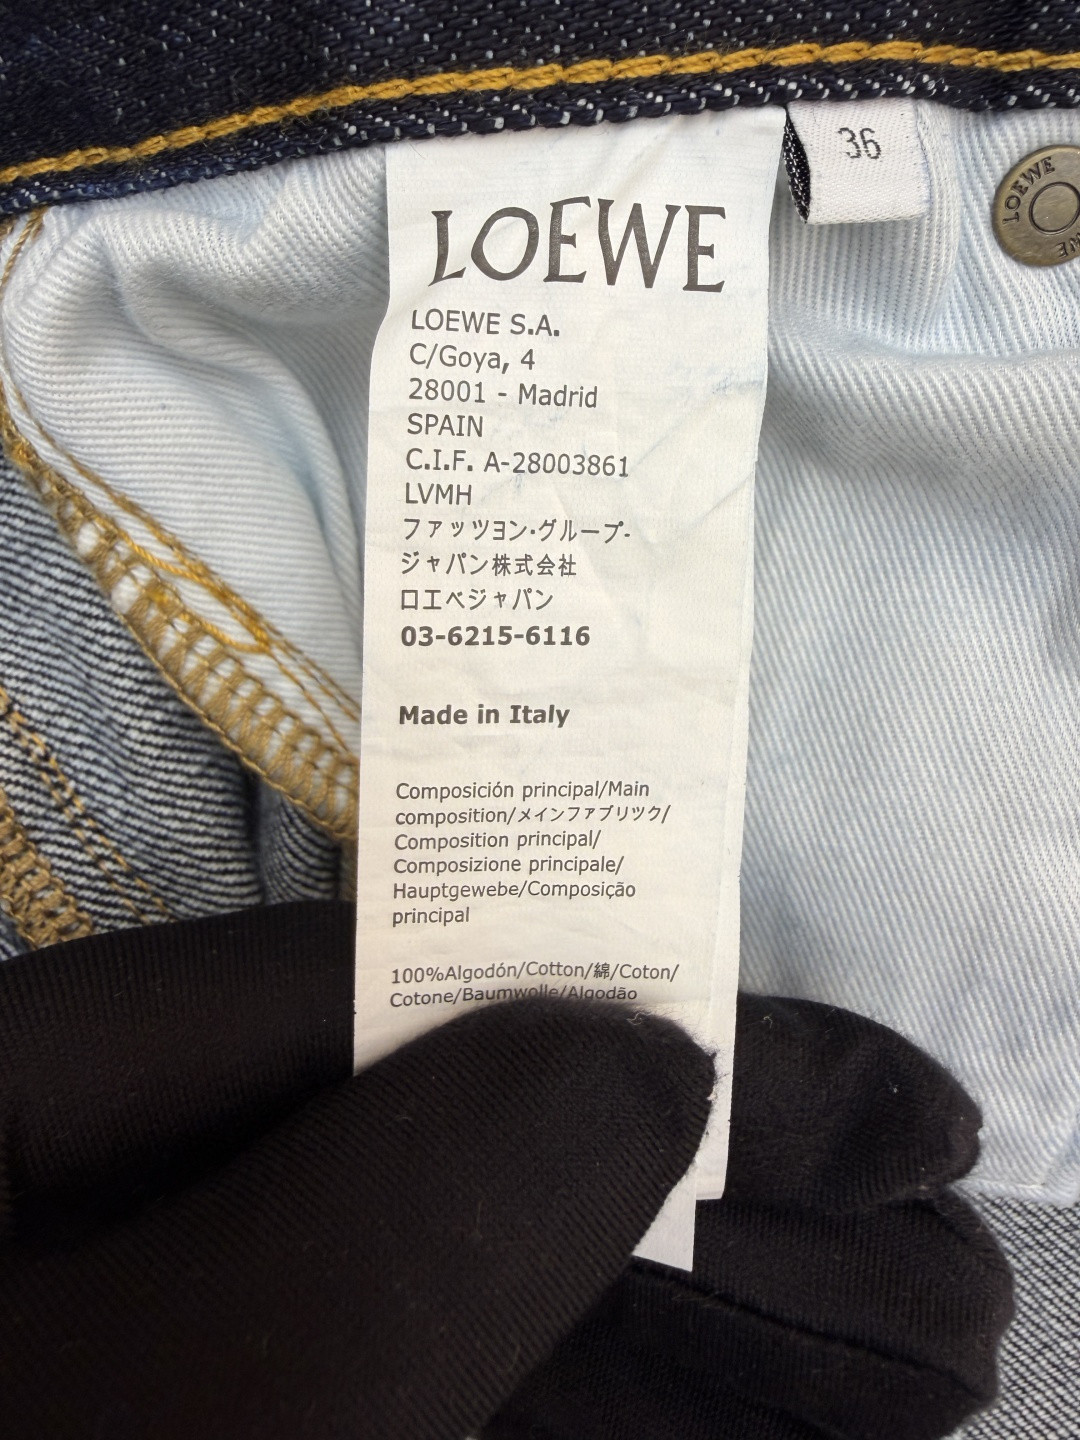 36
LOEWE
LOEWE
LOEWE S.A.
C/Goya, 4
28001 - Madrid
SPAIN
C.I.F. A-28003861
LVMH
ファッツヨン・グループ-
ジャパン株式会社
ロエベジャパン
03-6215-6116
Made in Italy
Composición principal/Main
composition/メインファブリツク/
Composition principal/
Composizione principale/
Hauptgewebe/Composição
principal
100%Algodón/Cotton/綿/Coton/
Cotone/Baumwolle/Algodão